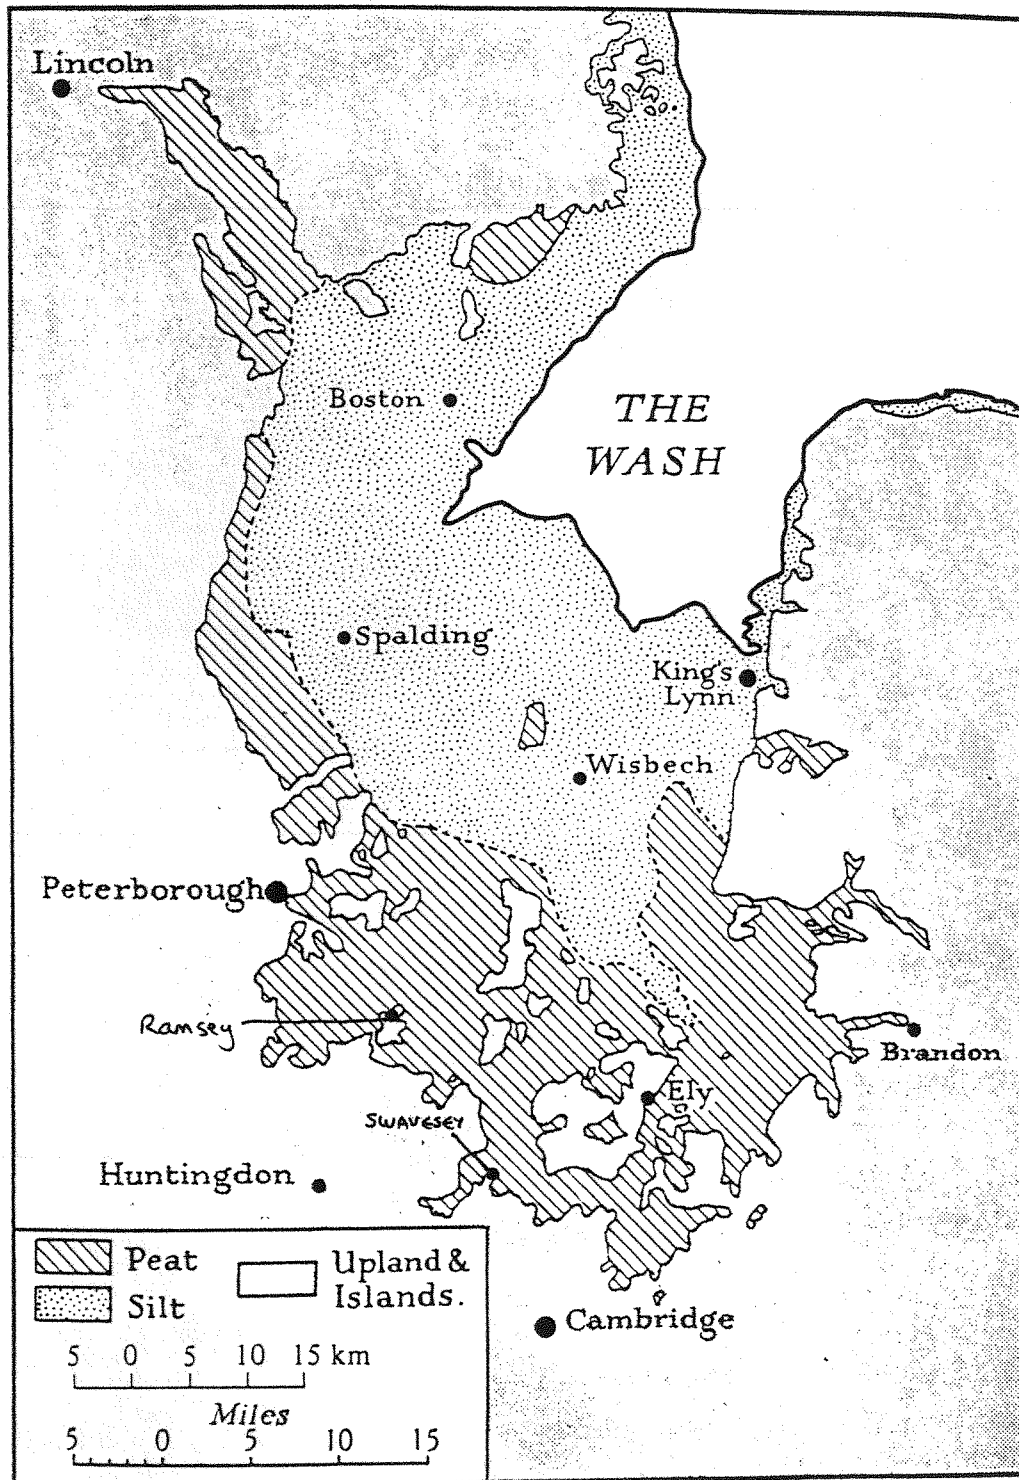 Lincoln
Boston
THE
WASH
Spalding
King's
Lynn
Wisbech
Peterborough
Ramsey
Brandon
Ely
SWAVESEY
Huntingdon
Peat
Silt
Upland &
Islands.
Cambridge
5 0 5 10 15 km
Miles
5 0 5 10 15